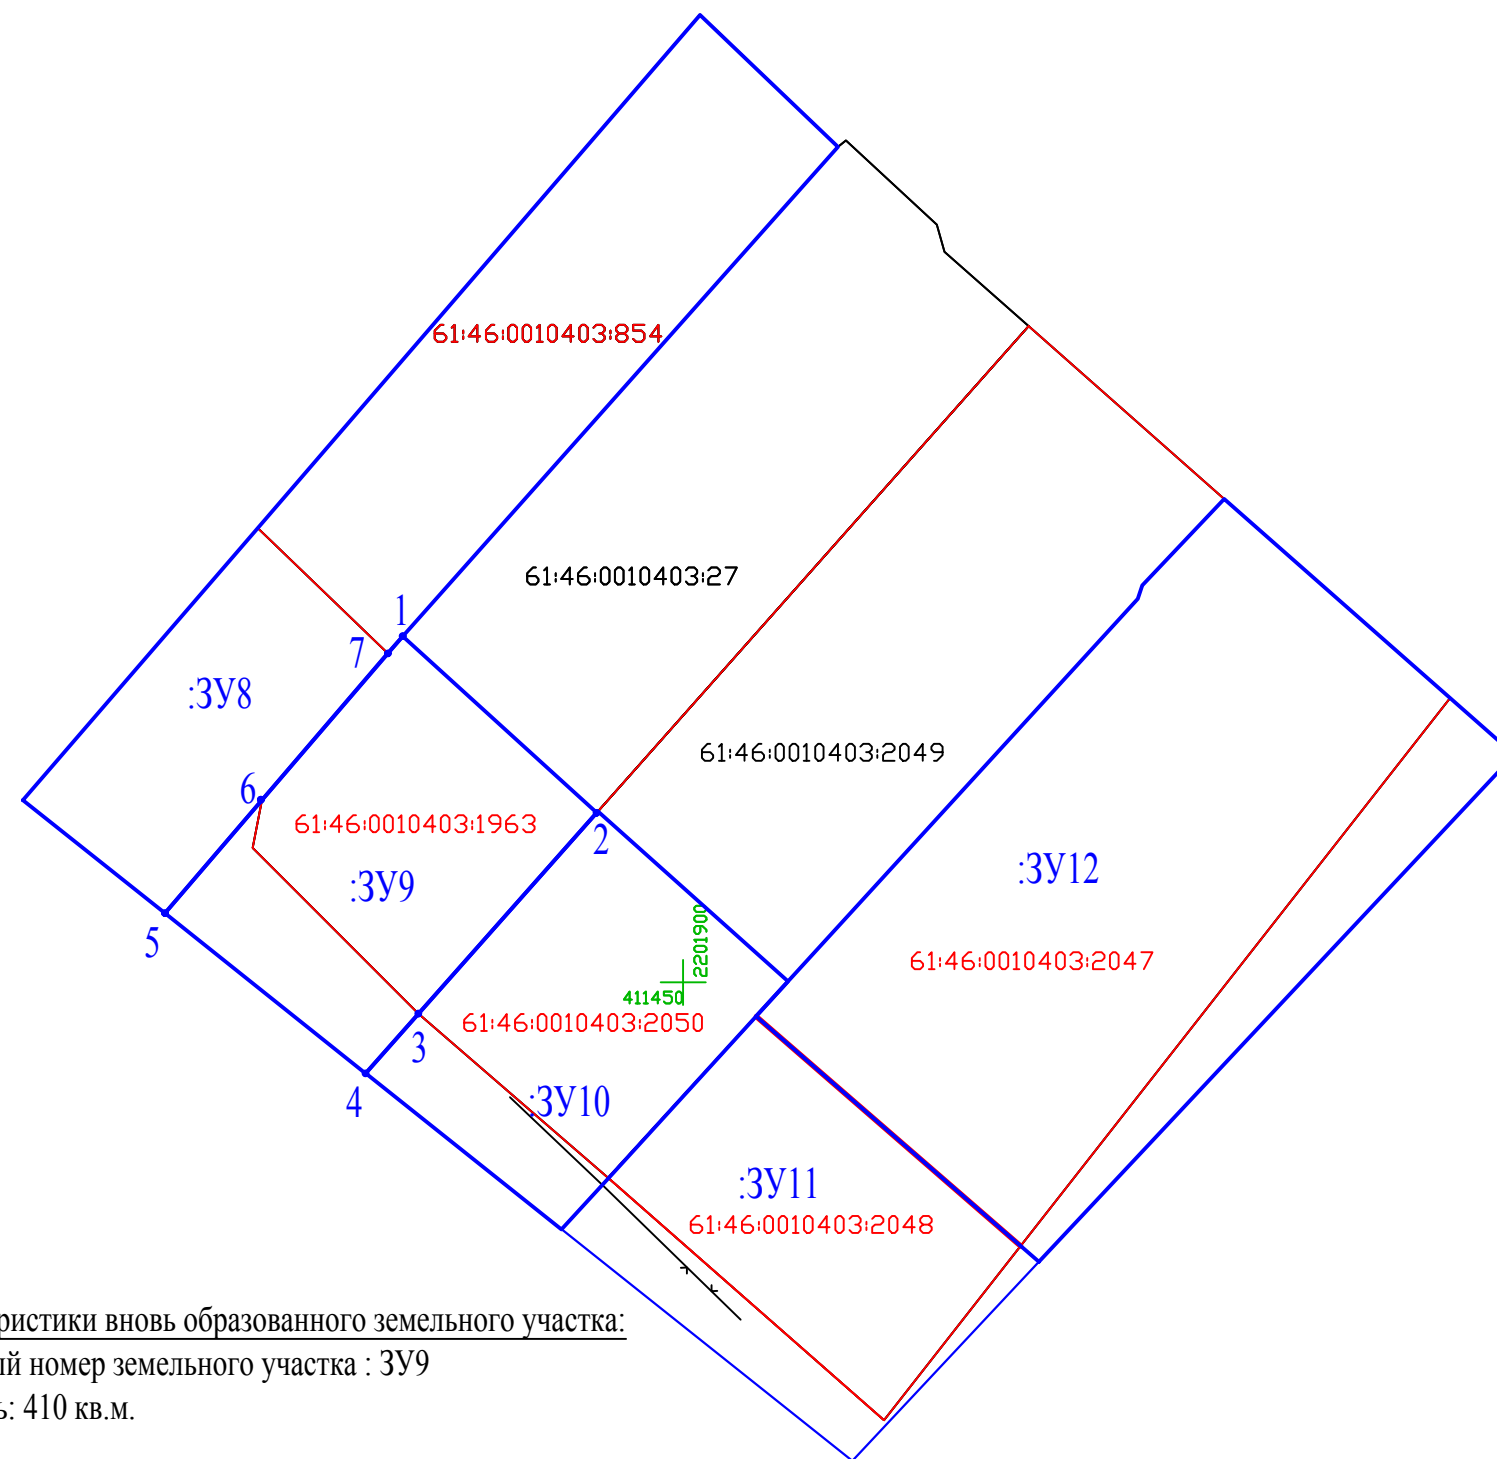 61:46:0010403:854
61:46:0010403:27
1
7
:ЗУ8
61:46:0010403:2049
6
61:46:0010403:1963
2
:ЗУ9
:ЗУ12
2201900
5
61:46:0010403:2047
411450
61:46:0010403:2050
3
4
:ЗУ10
:ЗУ11
61:46:0010403:2048
ристики вновь образованного земельного участка:
ый номер земельного участка : ЗУ9
ь: 410 кв.м.